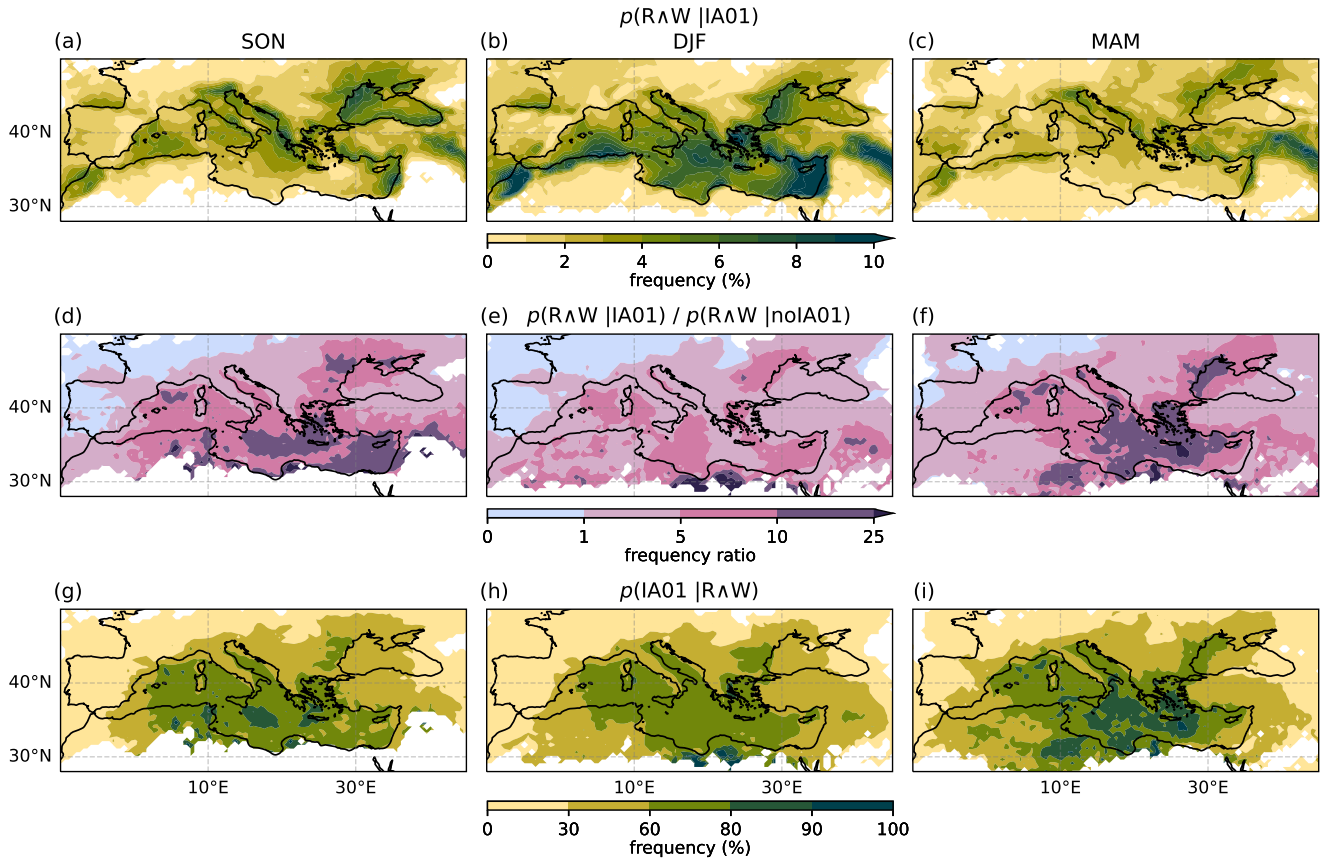 p(R∧W |IA01)
(a) SON (b) DJF (c) MAM
40°N
30°N
0 2 4 6 8 10
frequency (%)
(d) (e) p(R∧W |IA01) / p(R∧W |noIA01) (f)
40°N
30°N
0 1 5 10 25
frequency ratio
(g) (h) p(IA01 |R∧W) (i)
40°N
30°N
10°E 30°E 10°E 30°E 10°E 30°E
0 30 60 80 90 100
frequency (%)